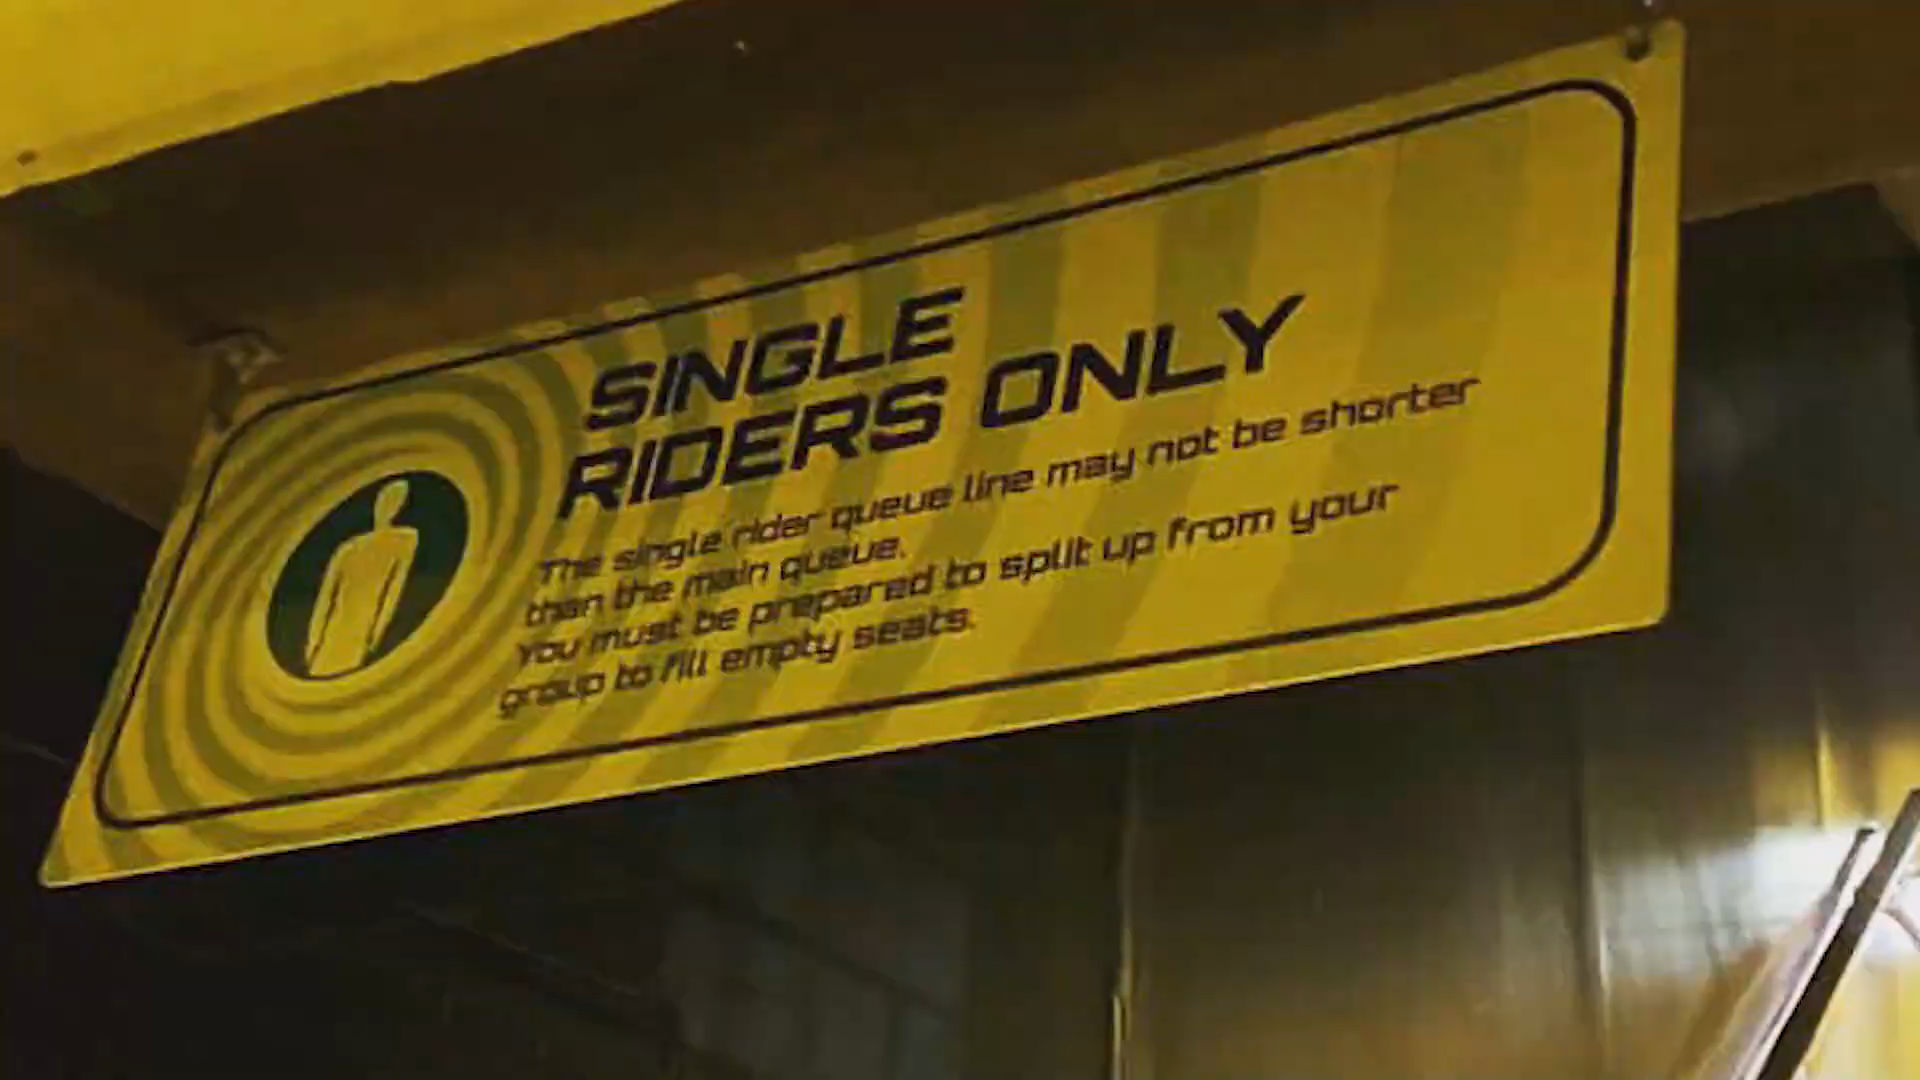 SINGLE
RIDERS ONLY
The single rider queue line may not be shorter
than the main queue.
You must be prepared to split up from your
group to fill empty seats.